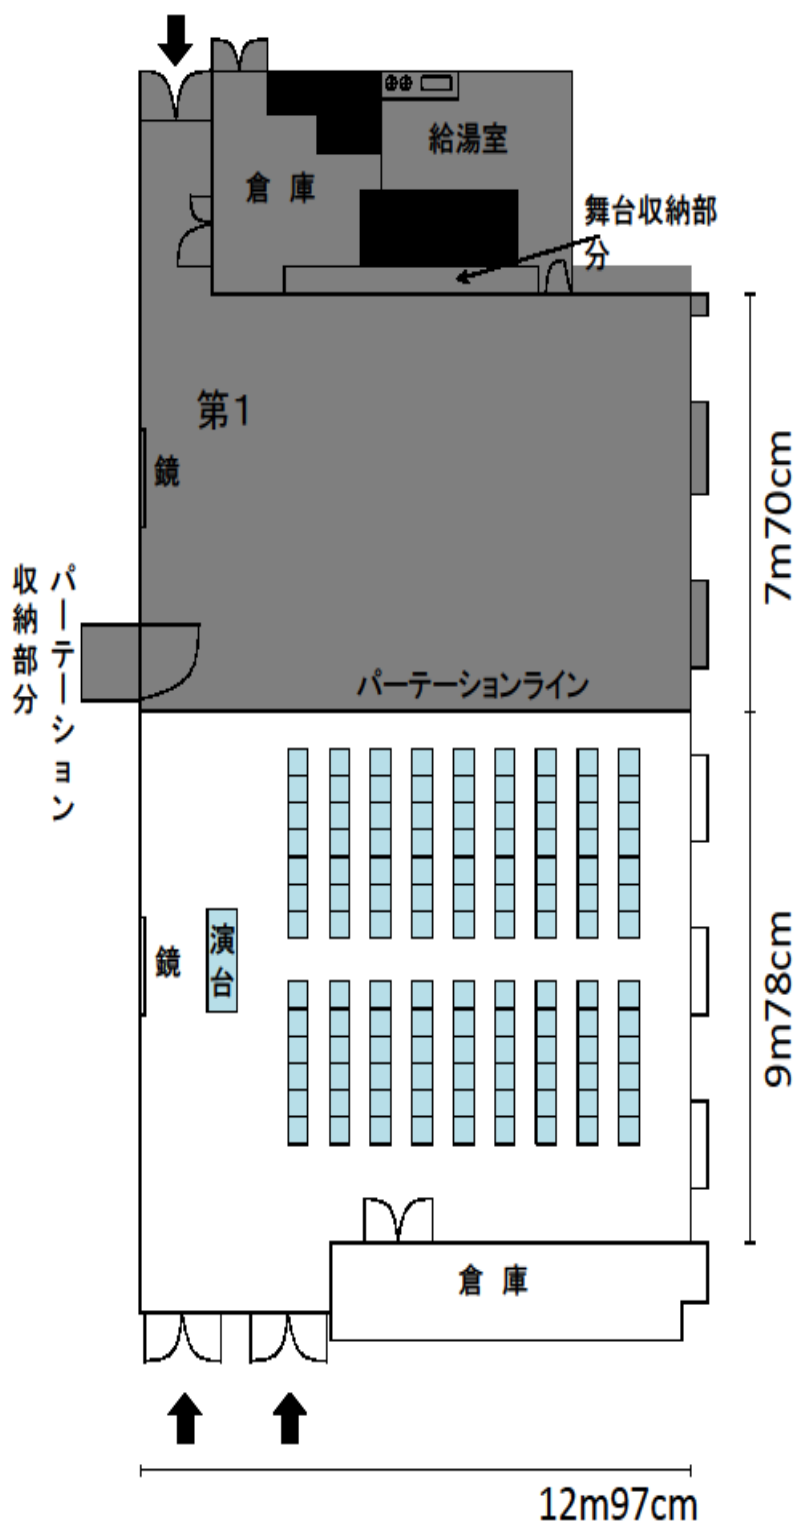 給湯室
倉 庫
舞台収納部
分
第1
鏡
7m70cm
パーテーション
収納部分
パーテーションライン
演
台
鏡
9m78cm
倉 庫
12m97cm